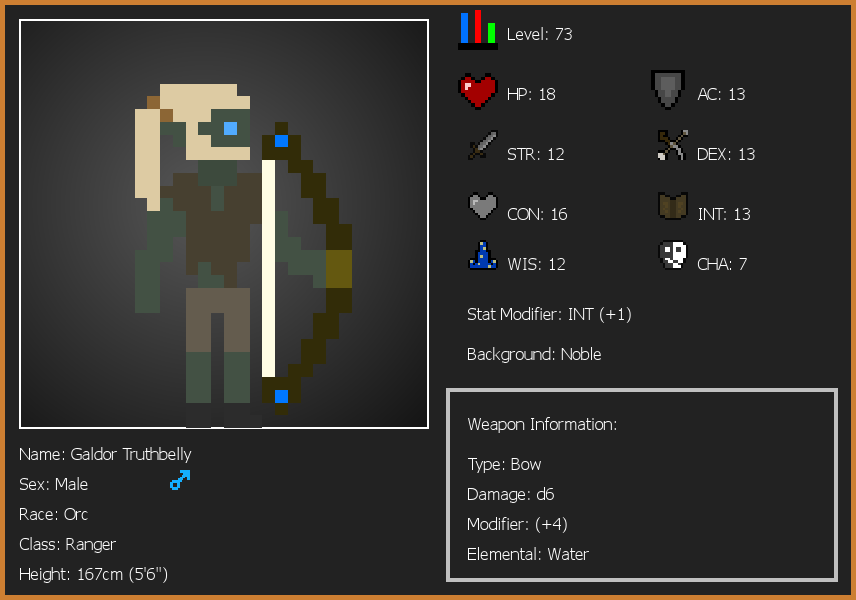 Level: 73
HP: 18
AC: 13
STR: 12
DEX: 13
CON: 16
INT: 13
WIS: 12
CHA: 7
Stat Modifier: INT (+1)
Background: Noble
Weapon Information:
Type: Bow
Damage: d6
Modifier: (+4)
Elemental: Water
Name: Galdor Truthbelly
Sex: Male
Race: Orc
Class: Ranger
Height: 167cm (5'6")